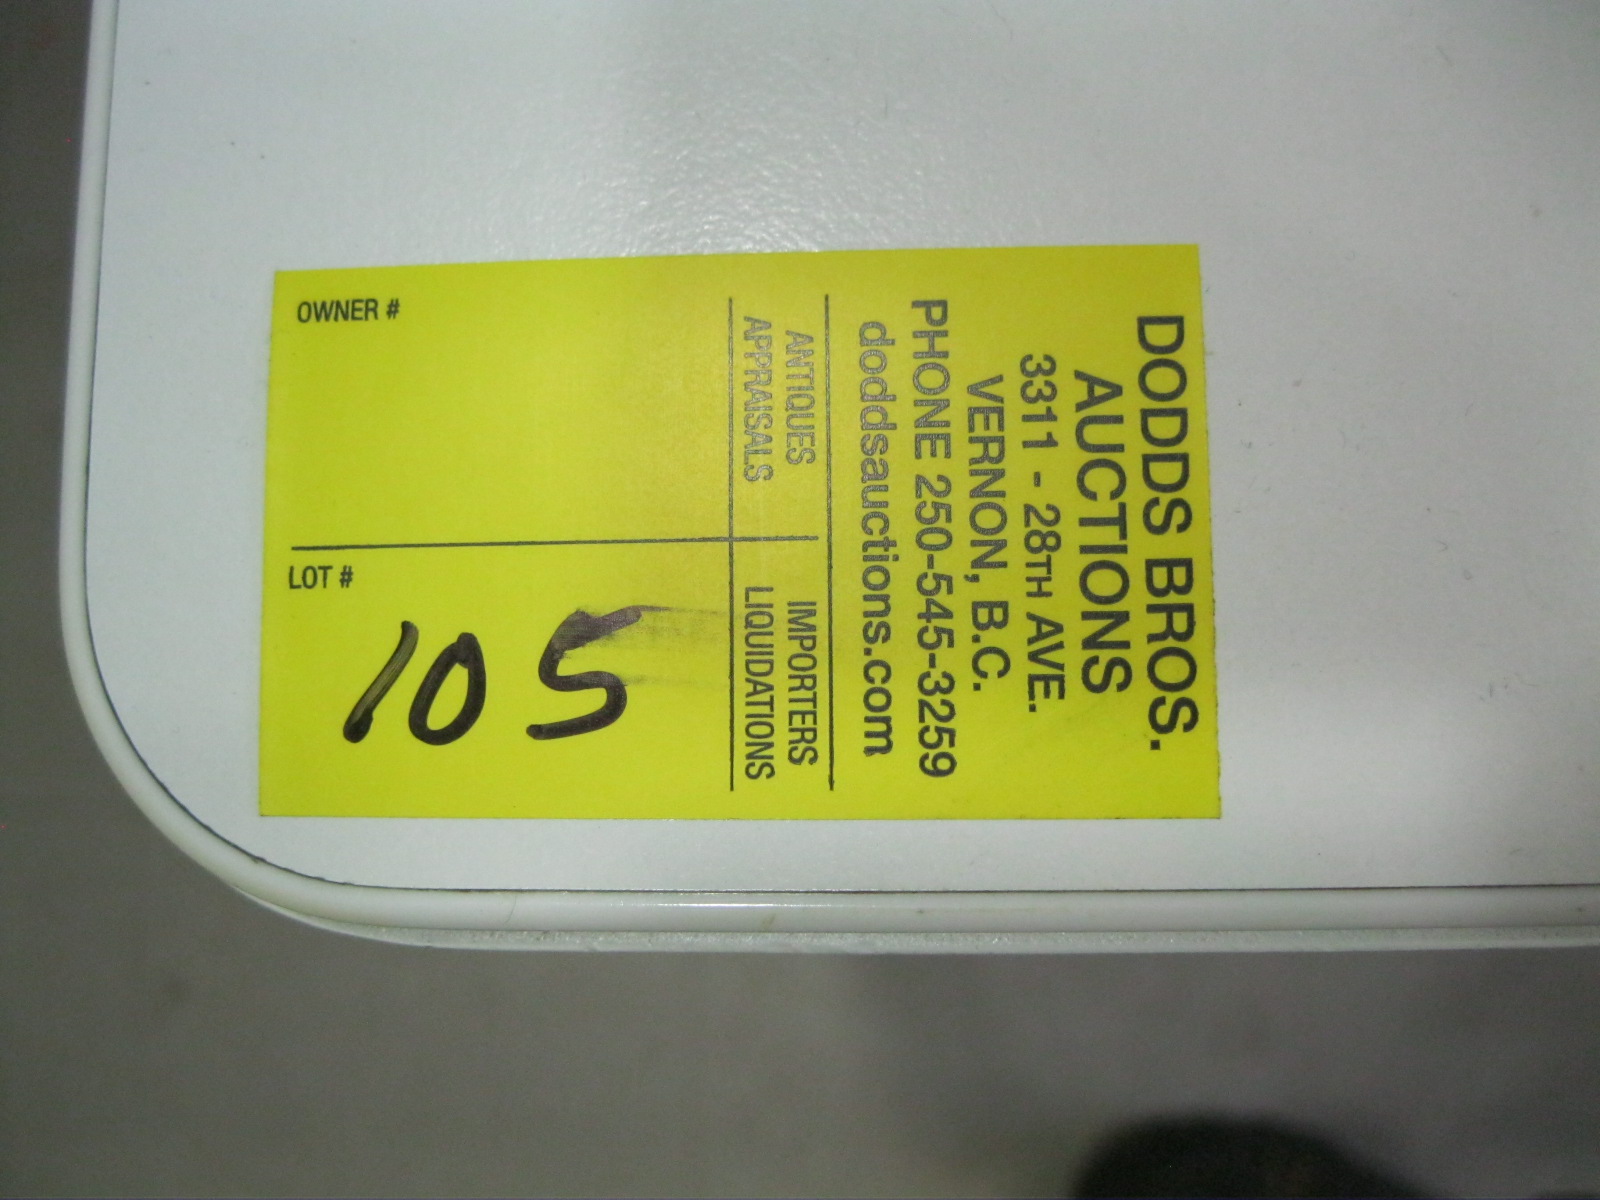 DODDS BROS.
AUCTIONS
3311 - 28TH AVE.
VERNON, B.C.
PHONE 250-545-3259
doddsauctions.com
ANTIQUES IMPORTERS
APPRAISALS LIQUIDATIONS
OWNER #
LOT #
105